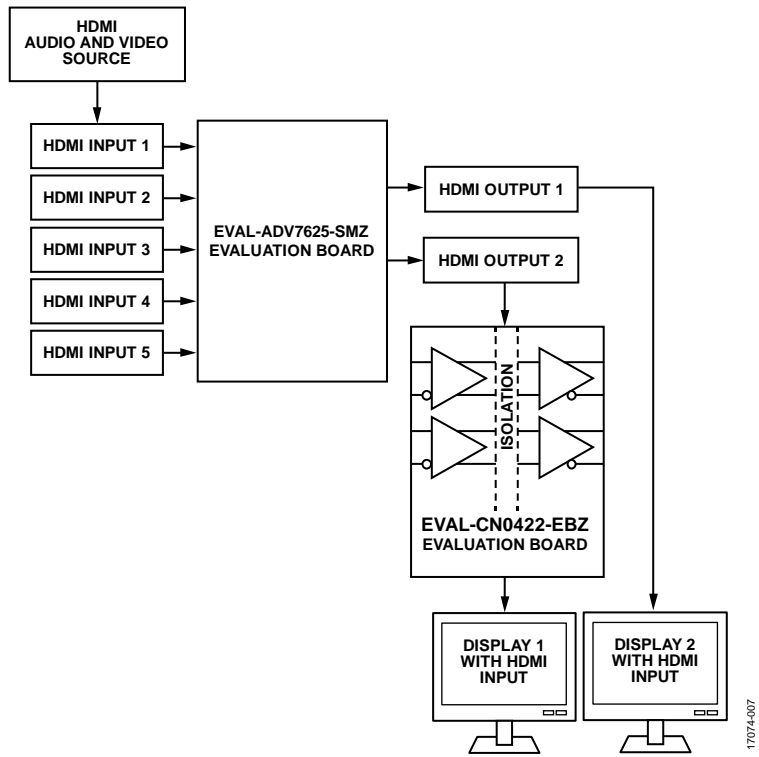 HDMI
AUDIO AND VIDEO
SOURCE
HDMI INPUT 1
HDMI INPUT 2
HDMI INPUT 3
HDMI INPUT 4
HDMI INPUT 5
EVAL-ADV7625-SMZ
EVALUATION BOARD
HDMI OUTPUT 1
HDMI OUTPUT 2
ISOLATION
EVAL-CN0422-EBZ
EVALUATION BOARD
DISPLAY 1
WITH HDMI
INPUT
DISPLAY 2
WITH HDMI
INPUT
17074-007